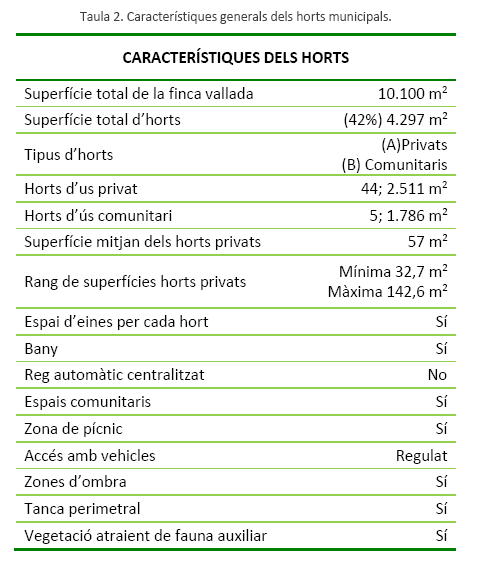 Taula 2. Característiques generals dels horts municipals.
CARACTERÍSTIQUES DELS HORTS
Superfície total de la finca vallada 10.100 m²
Superfície total d’horts (42%) 4.297 m²
Tipus d’horts (A)Privats
(B) Comunitaris
Horts d’us privat 44; 2.511 m²
Horts d’ús comunitari 5; 1.786 m²
Superfície mitjan dels horts privats 57 m²
Rang de superfícies horts privats Mínima 32,7 m²
Màxima 142,6 m²
Espai d’eines per cada hort Sí
Bany Sí
Reg automàtic centralitzat No
Espais comunitaris Sí
Zona de pícnic Sí
Accés amb vehicles Regulat
Zones d’ombra Sí
Tanca perimetral Sí
Vegetació atraient de fauna auxiliar Sí